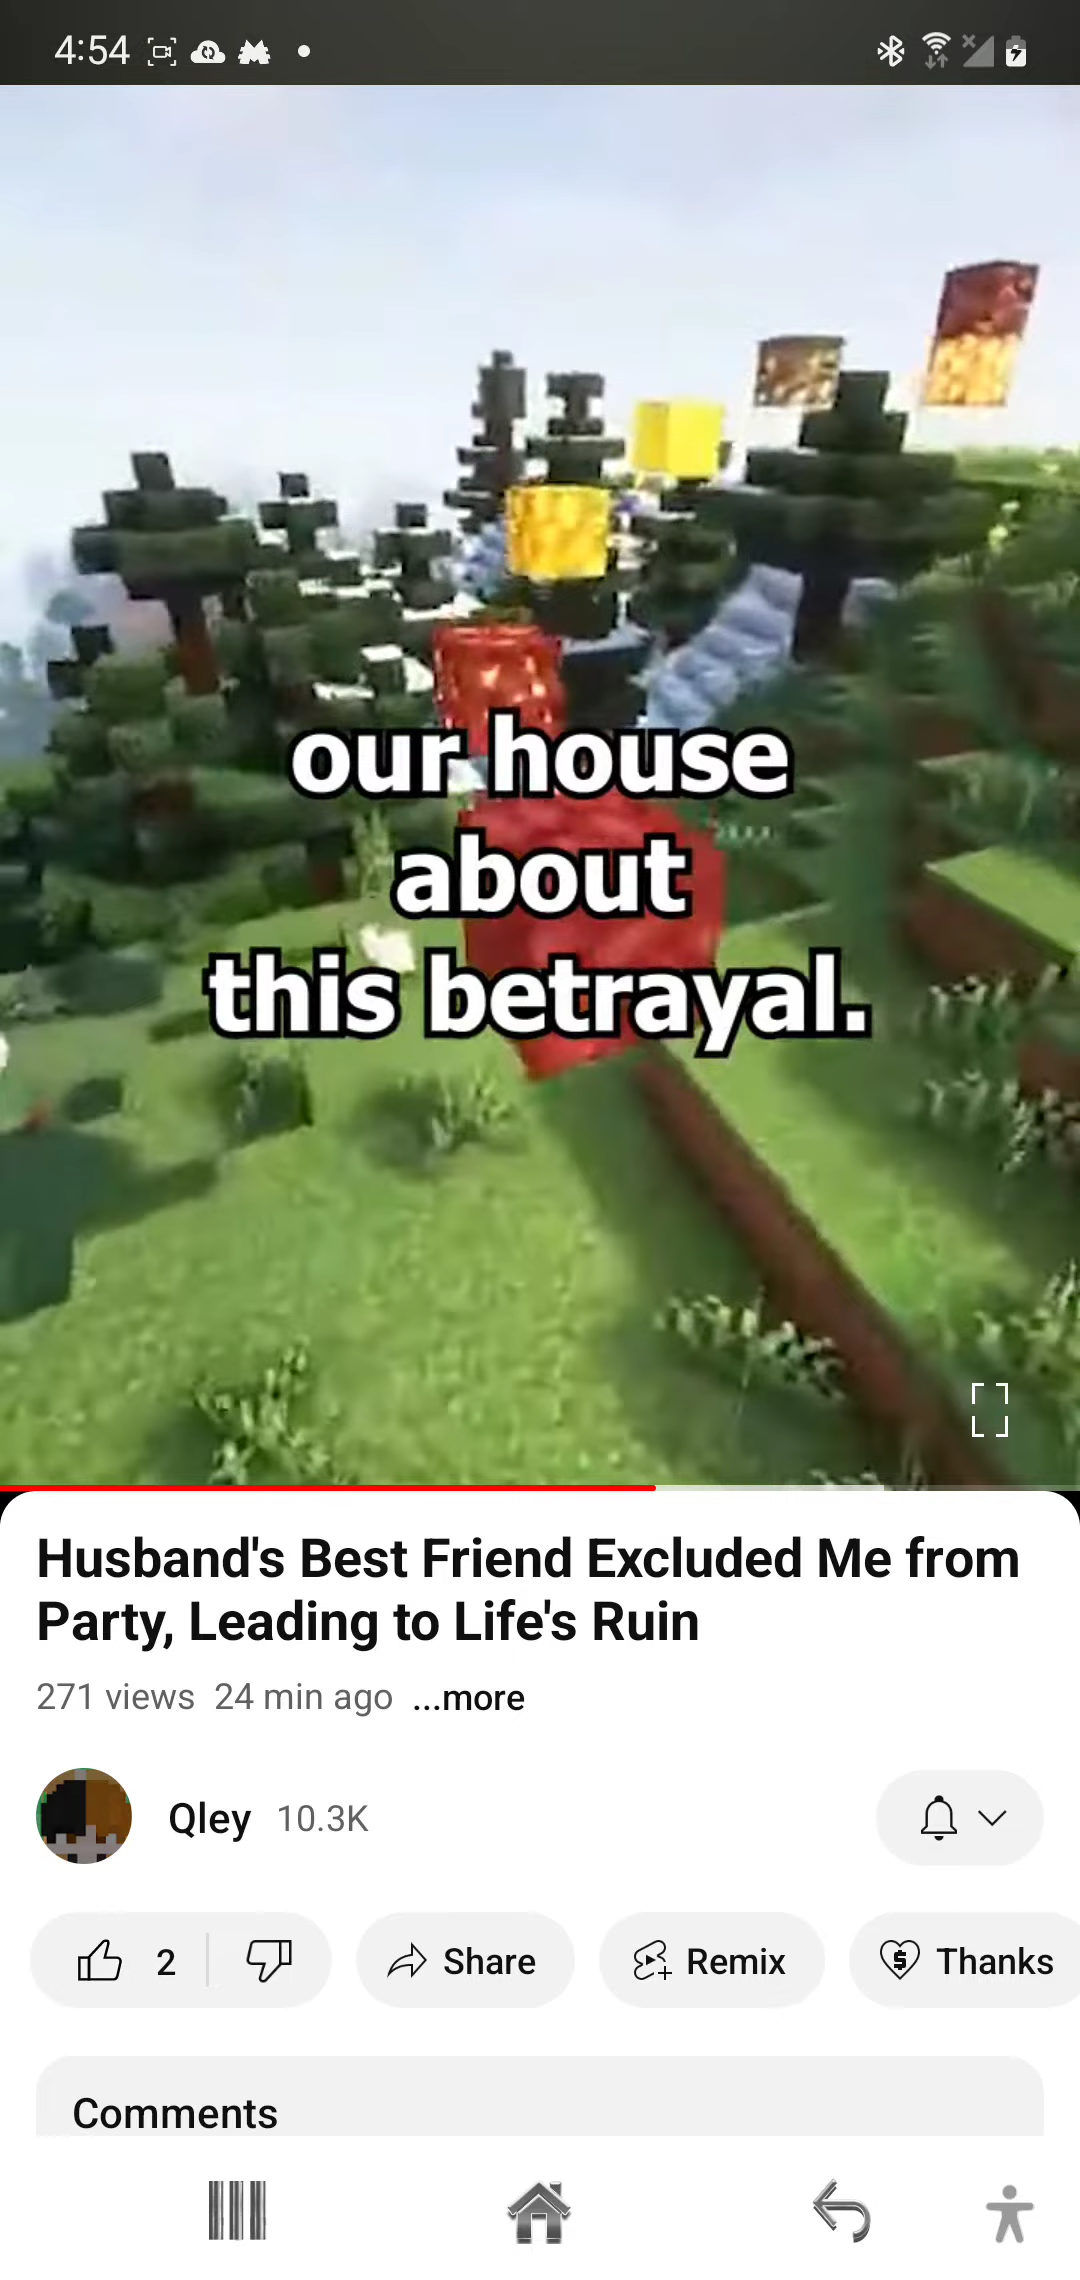 4:54
our house
about
this betrayal.
Husband's Best Friend Excluded Me from
Party, Leading to Life's Ruin
271 views 24 min ago ...more
Qley 10.3K
2 Share Remix Thanks
Comments